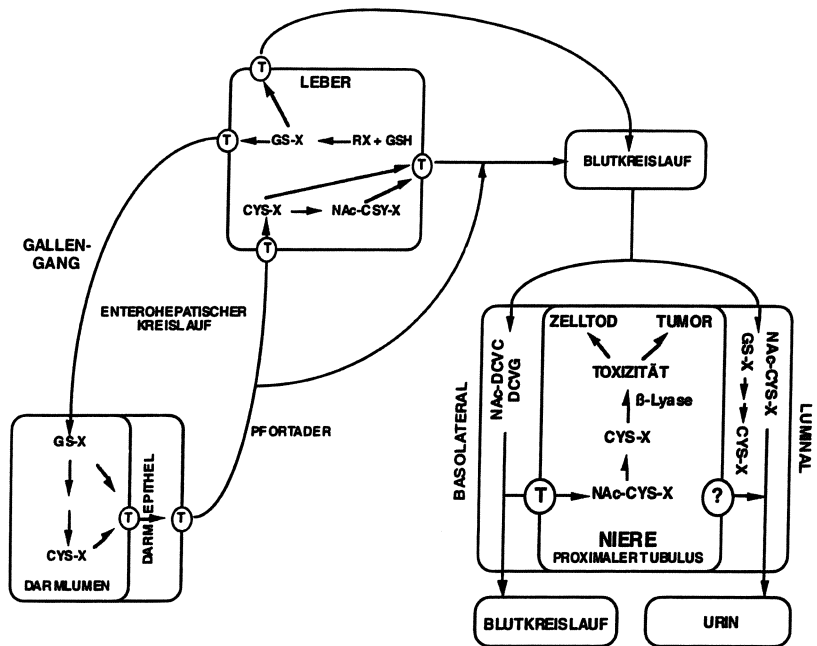 T
LEBER
T
GS-X
RX + GSH
T
BLUTKREISLAUF
CYS-X
NAc-CSY-X
T
GALLEN-
GANG
ENTEROHEPATISCHER
KREISLAUF
PFORTADER
GS-X
CYS-X
DARMLUMEN
T
DARMEPITHEL
T
BASOLATERAL
NAc-DCVC
DCVG
ZELLTOD
TUMOR
TOXIZITÄT
ß-Lyase
CYS-X
T
NAc-CYS-X
?
NIERE
PROXIMALER TUBULUS
GS-X
CYS-X
NAc-CYS-X
LUMINAL
BLUTKREISLAUF
URIN